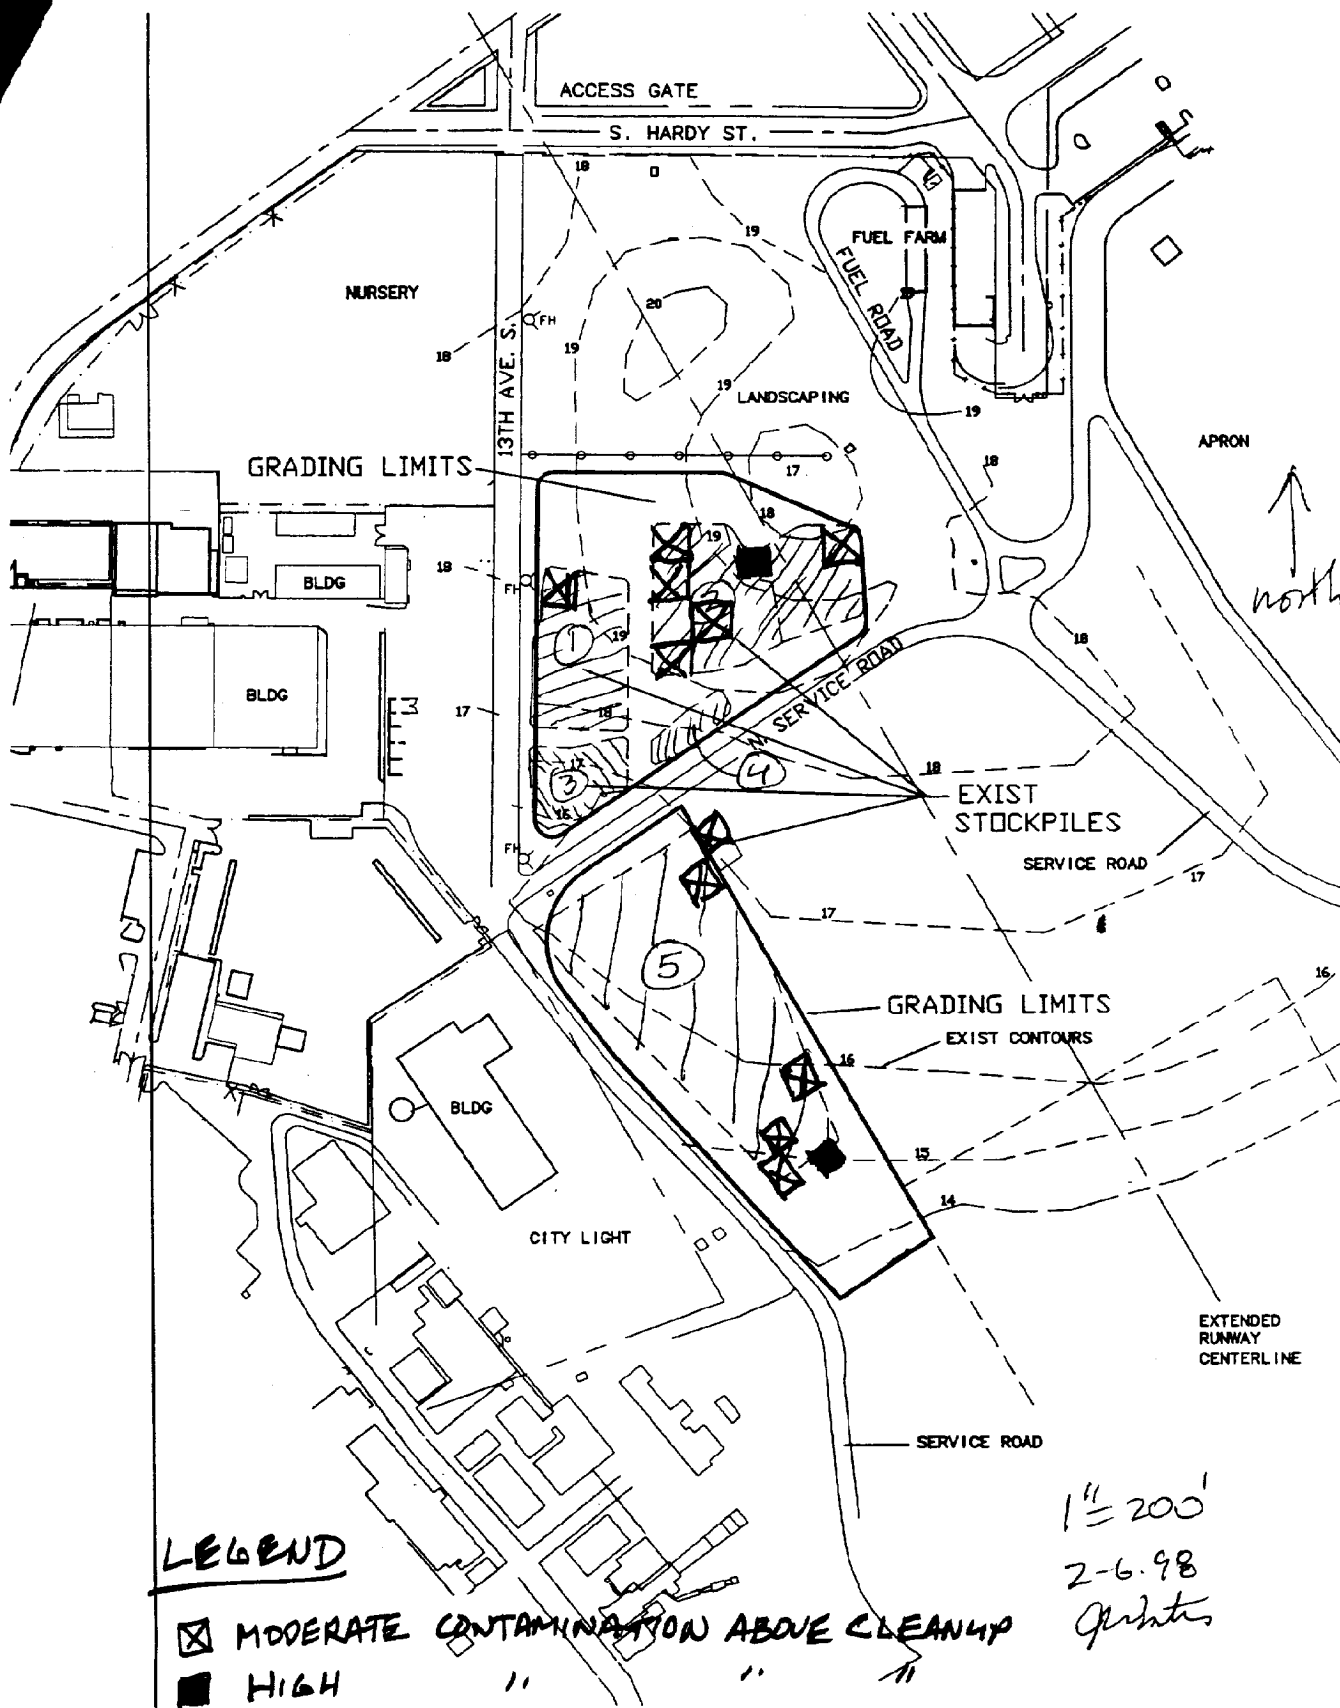 ACCESS GATE
S. HARDY ST.
18
19
FUEL FARM
FUEL ROAD
NURSERY
20
FH
13TH AVE. S.
18
19
19
LANDSCAPING
19
APRON
GRADING LIMITS
17
18
18
19
north
18
FH
BLDG
2
1
19
18
BLDG
17
18
N. SERVICE ROAD
4
18
17
3
EXIST
STOCKPILES
16
FH
SERVICE ROAD
17
17
5
16
GRADING LIMITS
EXIST CONTOURS
16
BLDG
15
14
CITY LIGHT
EXTENDED
RUNWAY
CENTERLINE
SERVICE ROAD
1"=200'
2-6.98
LEGEND
MODERATE CONTAMINATION ABOVE CLEANUP
HIGH " " "